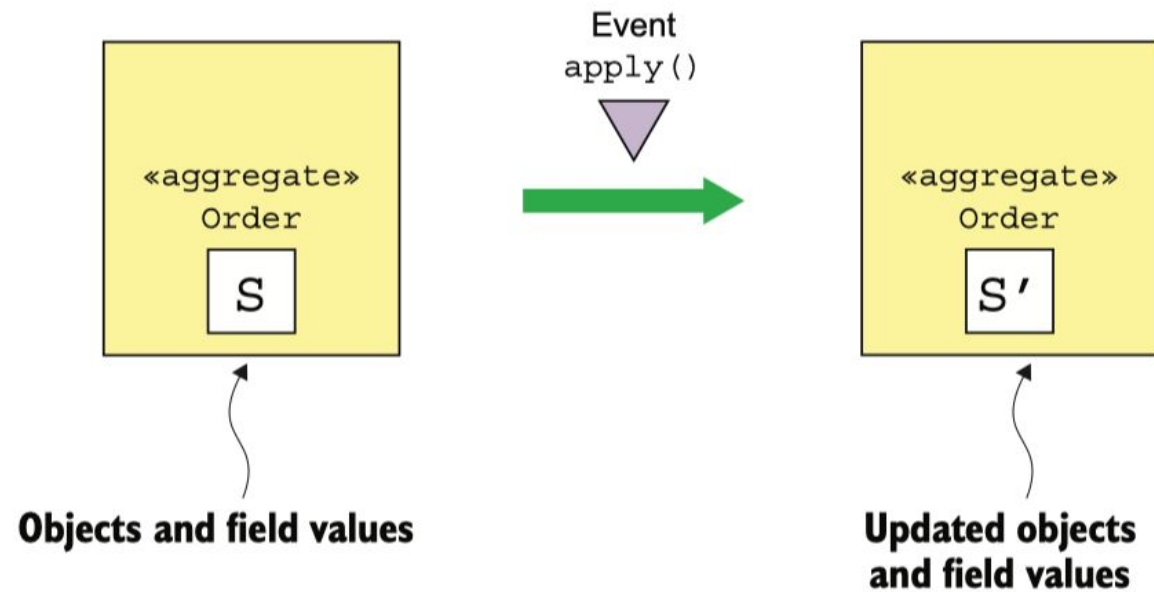 Event
apply()
«aggregate»
Order
S
«aggregate»
Order
S′
Objects and field values
Updated objects
and field values